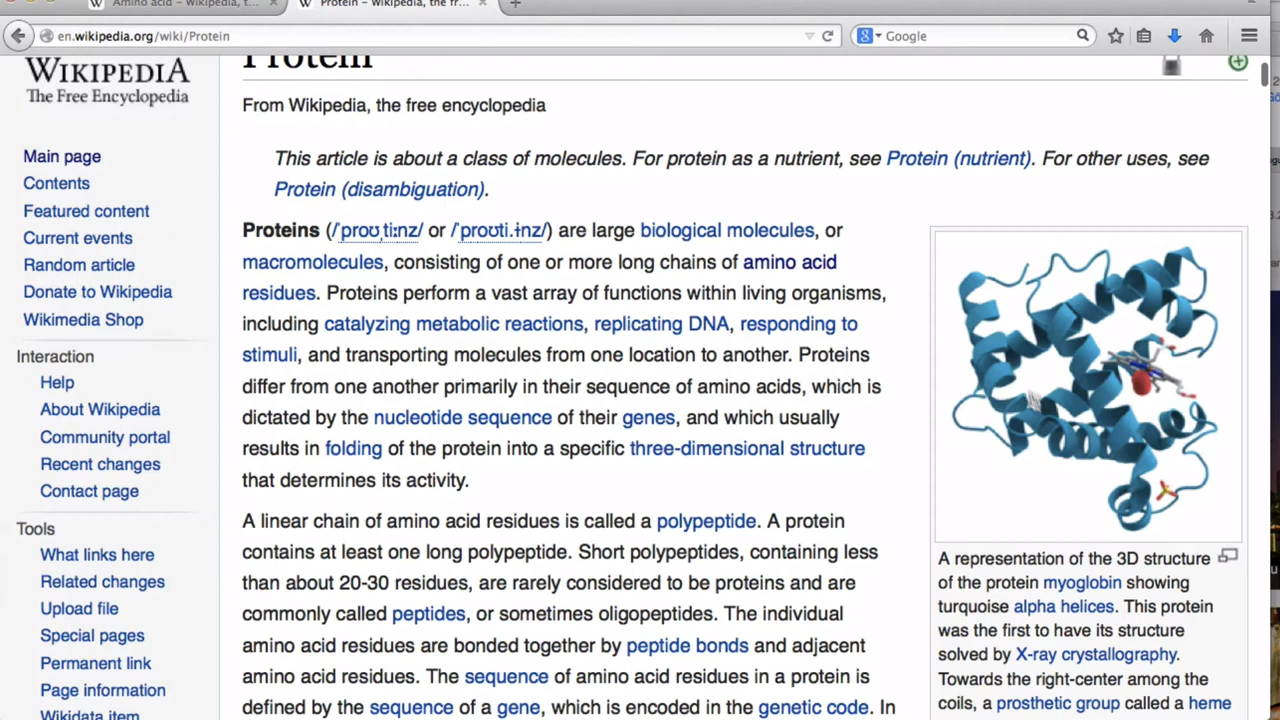 Amino acid – Wikipedia, t...
Protein – Wikipedia, the fr...
en.wikipedia.org/wiki/Protein
Google
WIKIPEDIA
The Free Encyclopedia
Main page
Contents
Featured content
Current events
Random article
Donate to Wikipedia
Wikimedia Shop
Interaction
Help
About Wikipedia
Community portal
Recent changes
Contact page
Tools
What links here
Related changes
Upload file
Special pages
Permanent link
Page information
Wikidata item
Protein
From Wikipedia, the free encyclopedia
This article is about a class of molecules. For protein as a nutrient, see Protein (nutrient). For other uses, see
Protein (disambiguation).
Proteins (/ˈproʊˌtiːnz/ or /ˈproʊti.ɨnz/) are large biological molecules, or
macromolecules, consisting of one or more long chains of amino acid
residues. Proteins perform a vast array of functions within living organisms,
including catalyzing metabolic reactions, replicating DNA, responding to
stimuli, and transporting molecules from one location to another. Proteins
differ from one another primarily in their sequence of amino acids, which is
dictated by the nucleotide sequence of their genes, and which usually
results in folding of the protein into a specific three-dimensional structure
that determines its activity.
A linear chain of amino acid residues is called a polypeptide. A protein
contains at least one long polypeptide. Short polypeptides, containing less
than about 20-30 residues, are rarely considered to be proteins and are
commonly called peptides, or sometimes oligopeptides. The individual
amino acid residues are bonded together by peptide bonds and adjacent
amino acid residues. The sequence of amino acid residues in a protein is
defined by the sequence of a gene, which is encoded in the genetic code. In
A representation of the 3D structure
of the protein myoglobin showing
turquoise alpha helices. This protein
was the first to have its structure
solved by X-ray crystallography.
Towards the right-center among the
coils, a prosthetic group called a heme